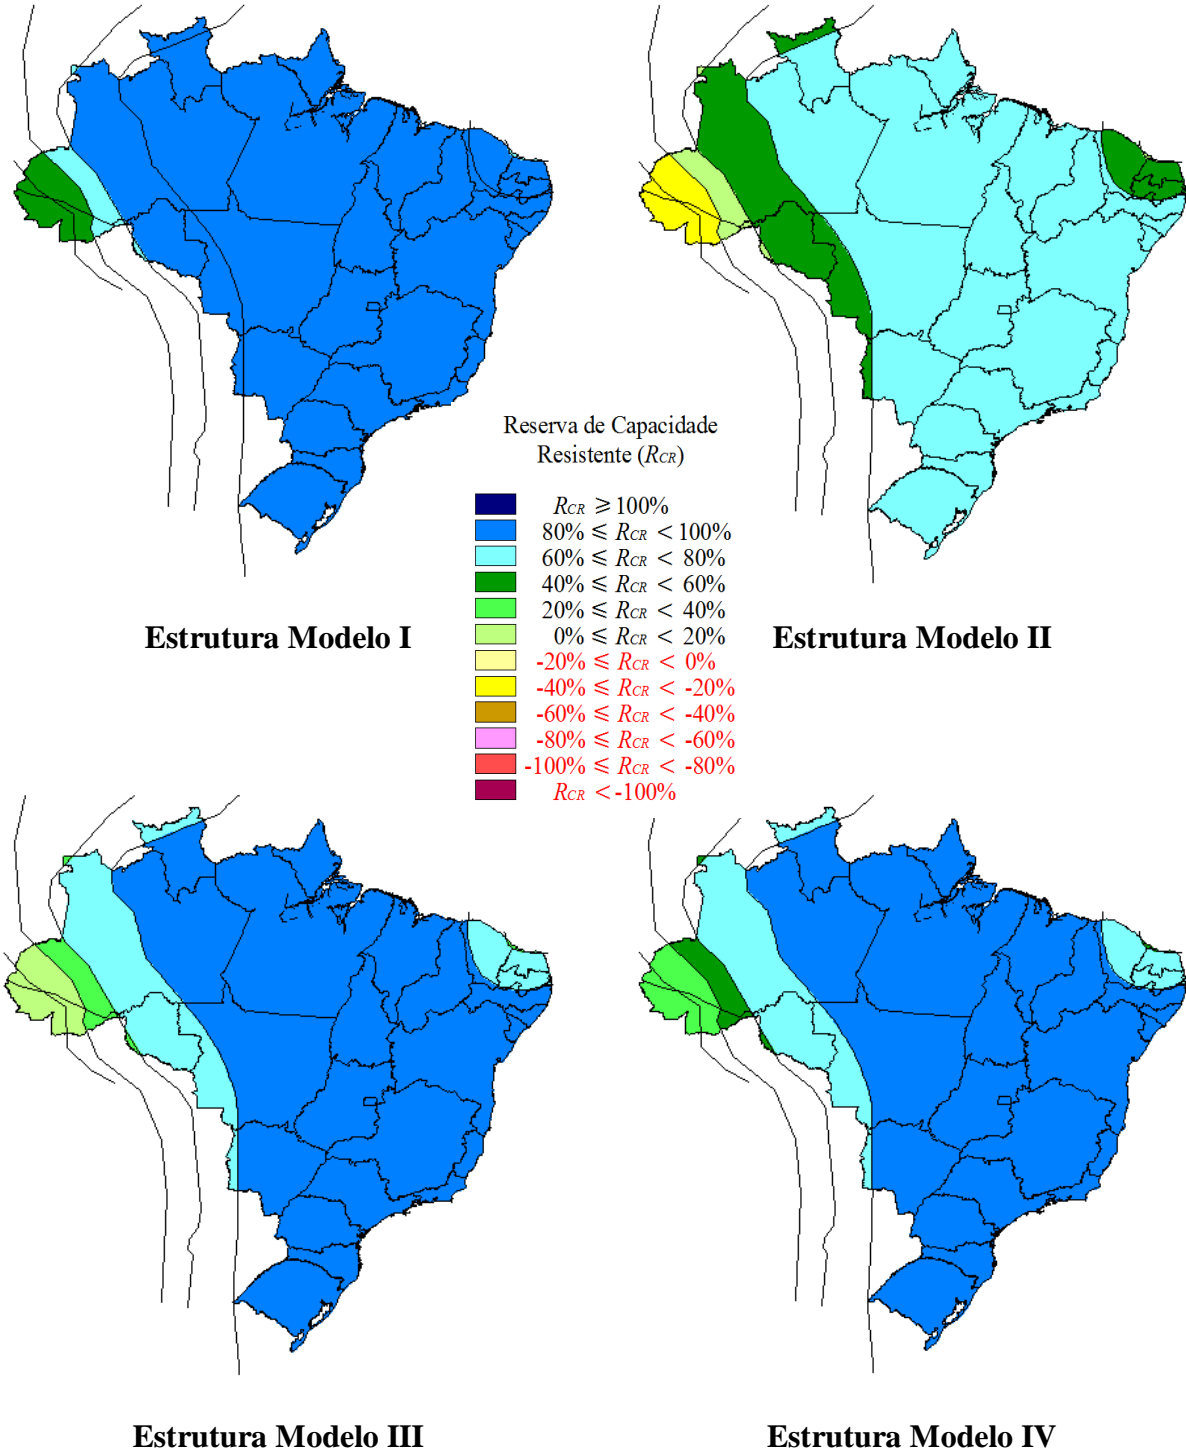 Reserva de Capacidade
Resistente (RCR)
RCR ⩾ 100%
80% ⩽ RCR < 100%
60% ⩽ RCR < 80%
40% ⩽ RCR < 60%
20% ⩽ RCR < 40%
0% ⩽ RCR < 20%
-20% ⩽ RCR < 0%
-40% ⩽ RCR < -20%
-60% ⩽ RCR < -40%
-80% ⩽ RCR < -60%
-100% ⩽ RCR < -80%
RCR < -100%
Estrutura Modelo I
Estrutura Modelo II
Estrutura Modelo III
Estrutura Modelo IV